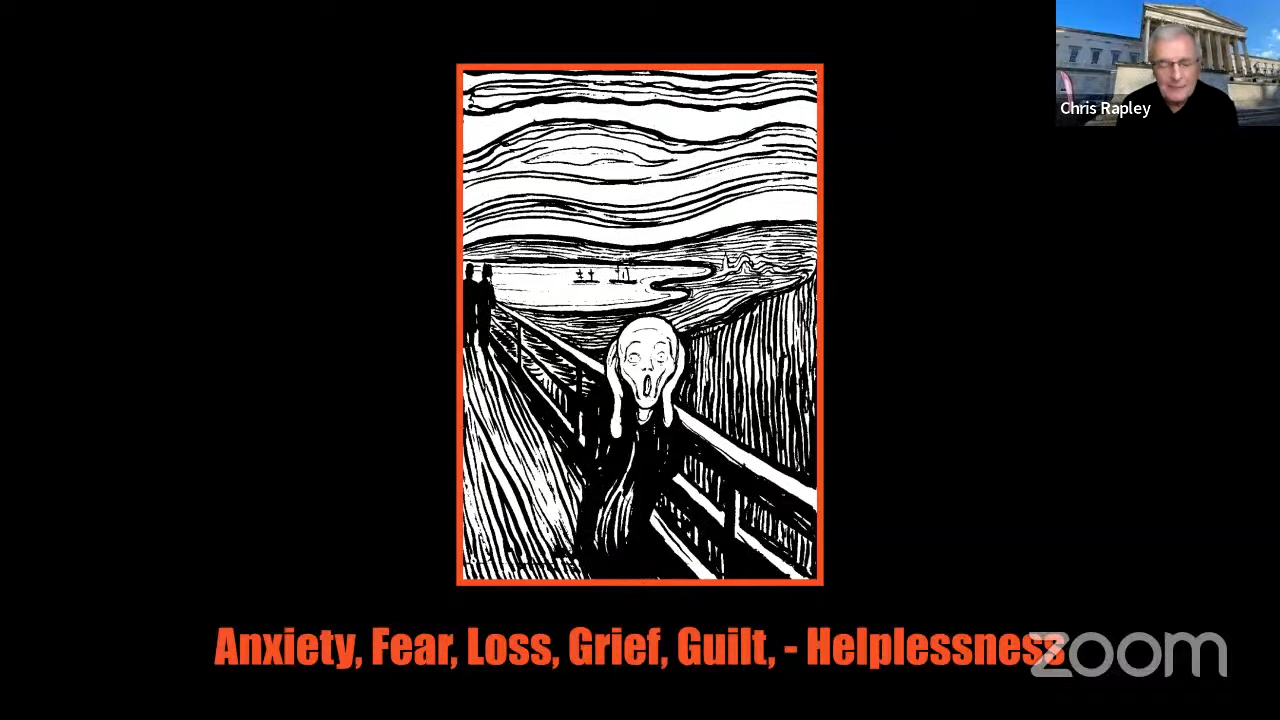 Chris Rapley
Anxiety, Fear, Loss, Grief, Guilt, - Helplessness
zoom